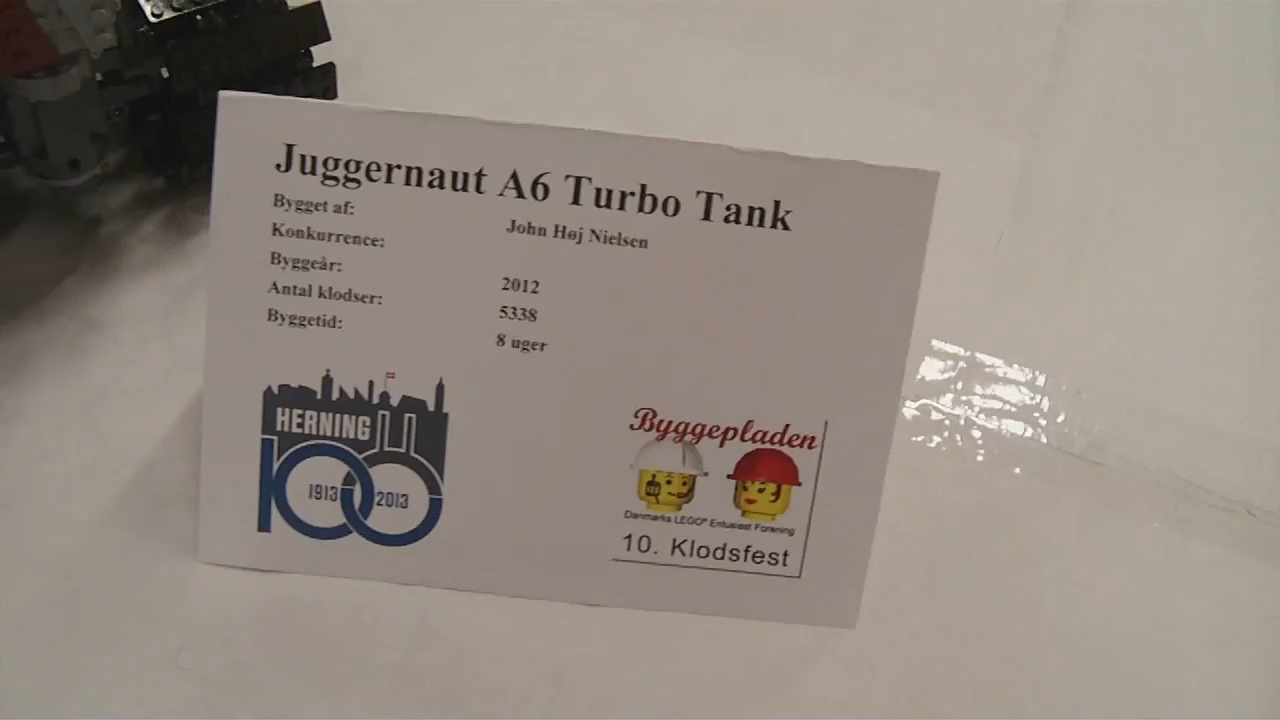 Juggernaut A6 Turbo Tank
Bygget af: John Høj Nielsen
Konkurrence:
Byggeår: 2012
Antal klodser: 5338
Byggetid: 8 uger
HERNING
100
1913 2013
Byggepladen
Danmarks LEGO® Entusiast Forening
10. Klodsfest